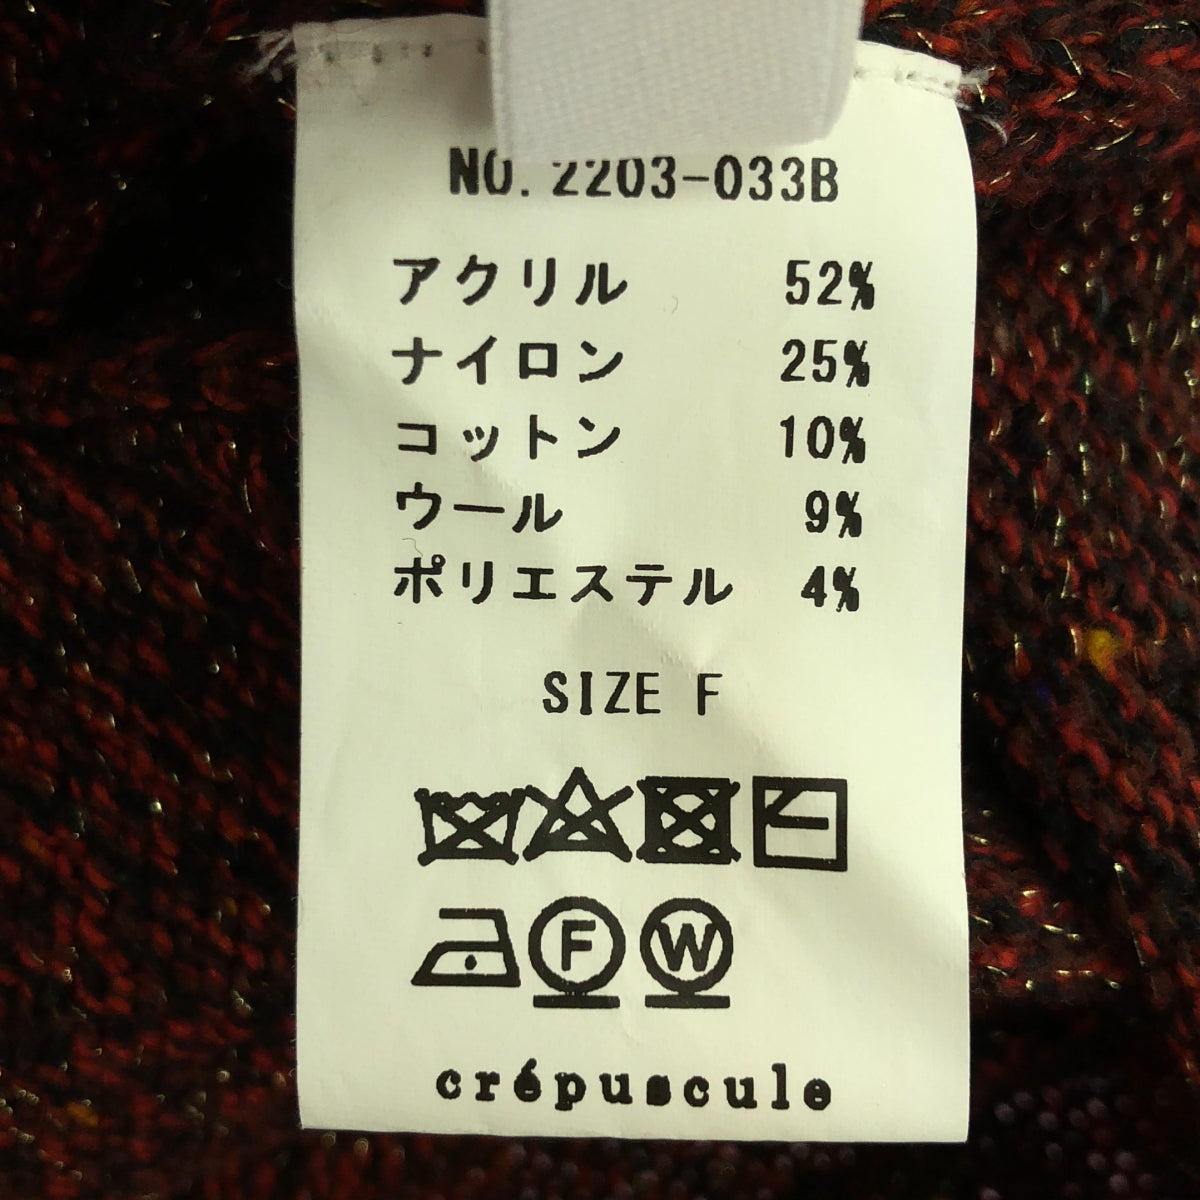 NO. 2203-033B
アクリル 52%
ナイロン 25%
コットン 10%
ウール 9%
ポリエステル 4%
SIZE F
F W
crépuscule